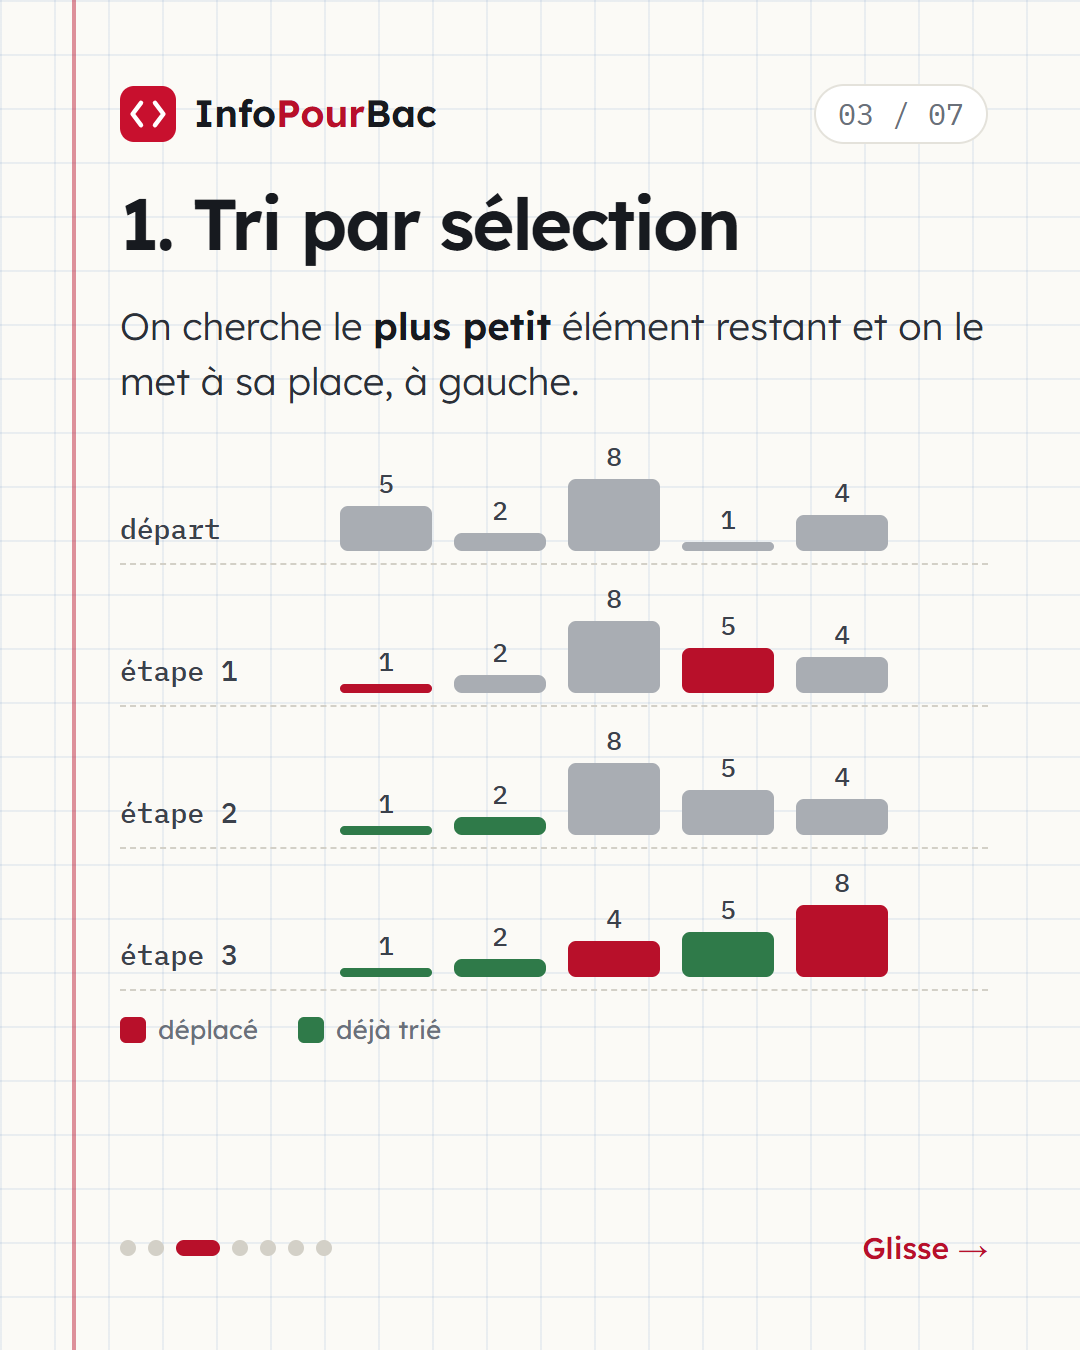 InfoPourBac
03 / 07
1. Tri par sélection
On cherche le plus petit élément restant et on le
met à sa place, à gauche.
départ 5 2 8 1 4
étape 1 1 2 8 5 4
étape 2 1 2 8 5 4
étape 3 1 2 4 5 8
déplacé déjà trié
Glisse →